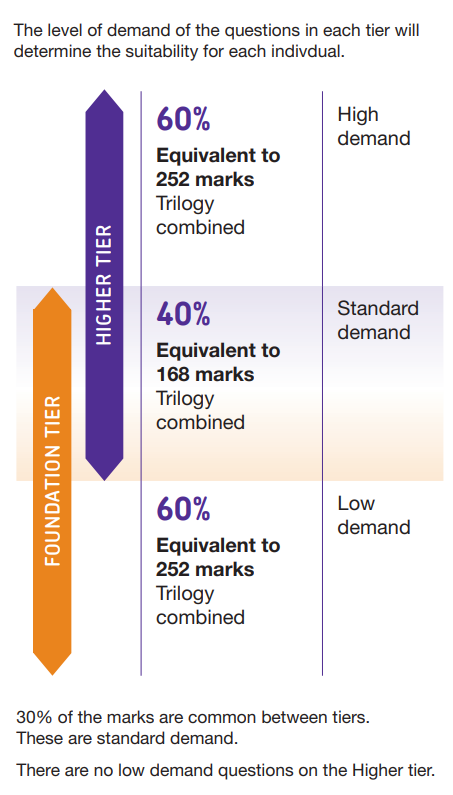 The level of demand of the questions in each tier will
determine the suitability for each indivdual.
HIGHER TIER
FOUNDATION TIER
60%
Equivalent to
252 marks
Trilogy
combined
High
demand
40%
Equivalent to
168 marks
Trilogy
combined
Standard
demand
60%
Equivalent to
252 marks
Trilogy
combined
Low
demand
30% of the marks are common between tiers.
These are standard demand.
There are no low demand questions on the Higher tier.